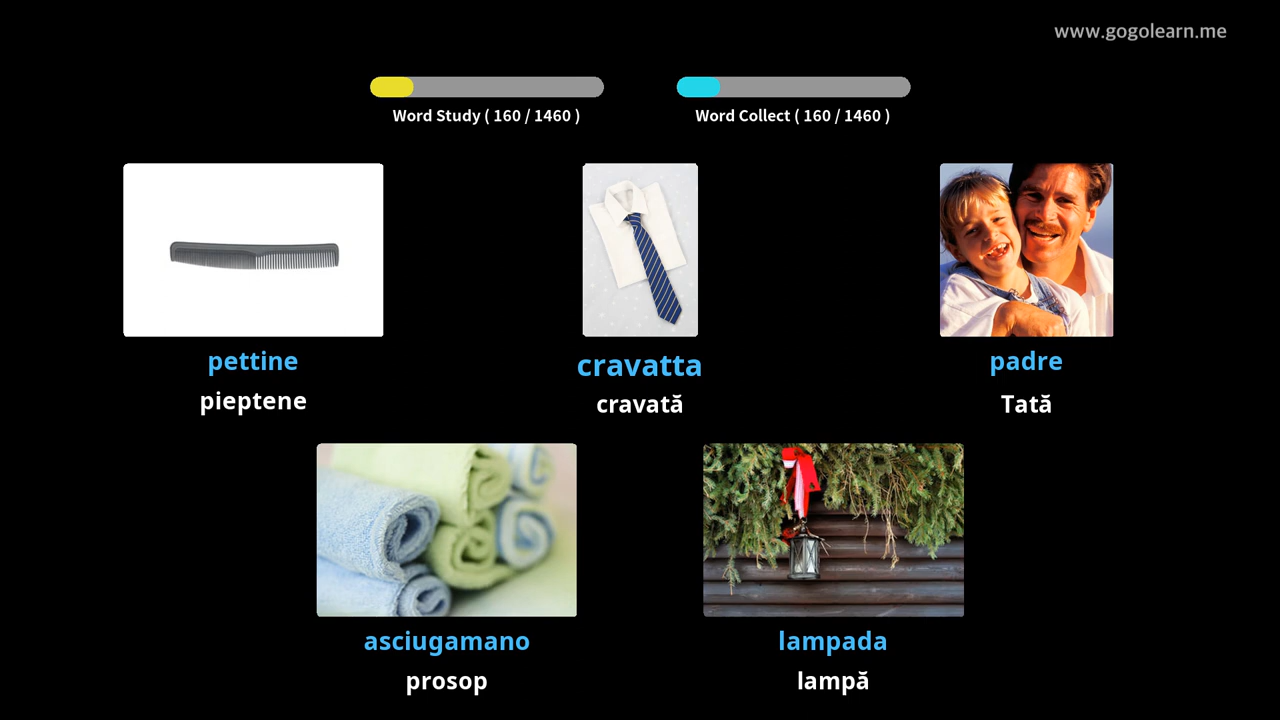 www.gogolearn.me
Word Study ( 160 / 1460 )
Word Collect ( 160 / 1460 )
pettine
pieptene
cravatta
cravată
padre
Tată
asciugamano
prosop
lampada
lampă